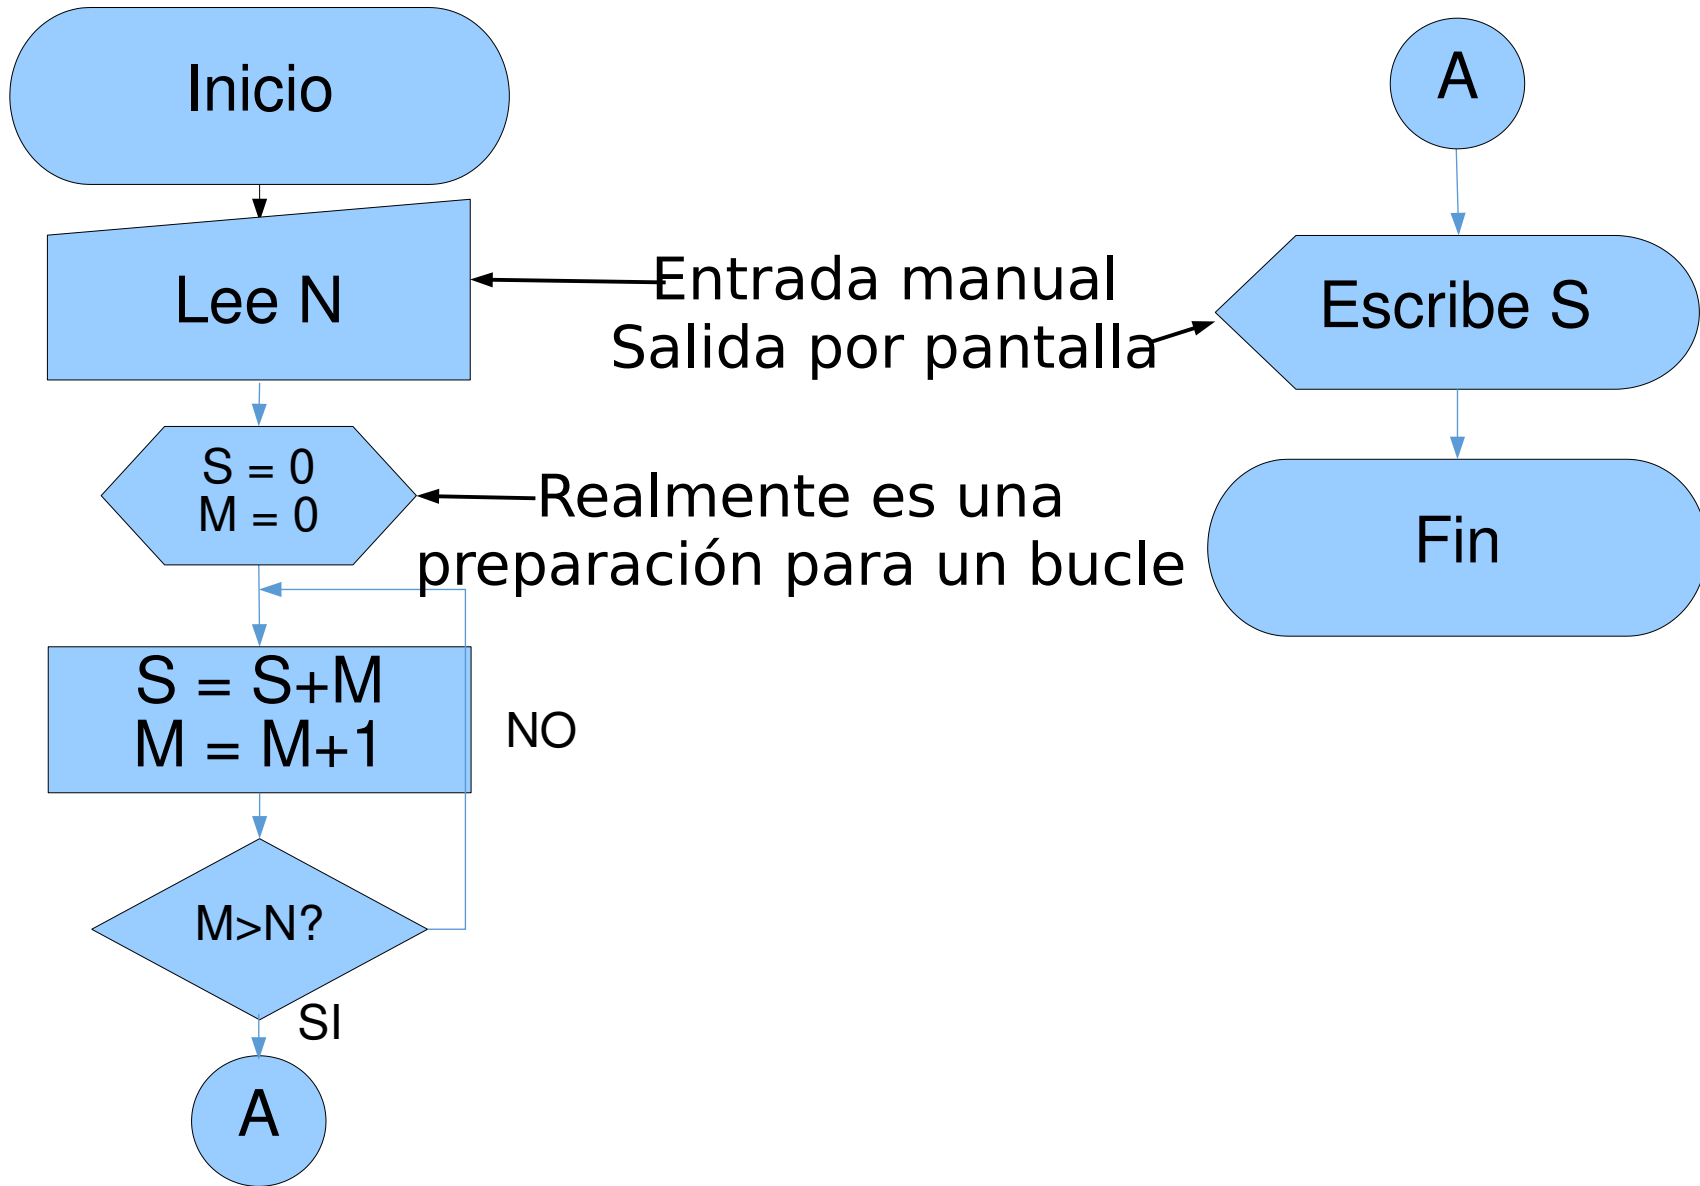 Inicio
Lee N
Entrada manual
Salida por pantalla
S = 0
M = 0
Realmente es una
preparación para un bucle
S = S+M
M = M+1
NO
M>N?
SI
A
A
Escribe S
Fin